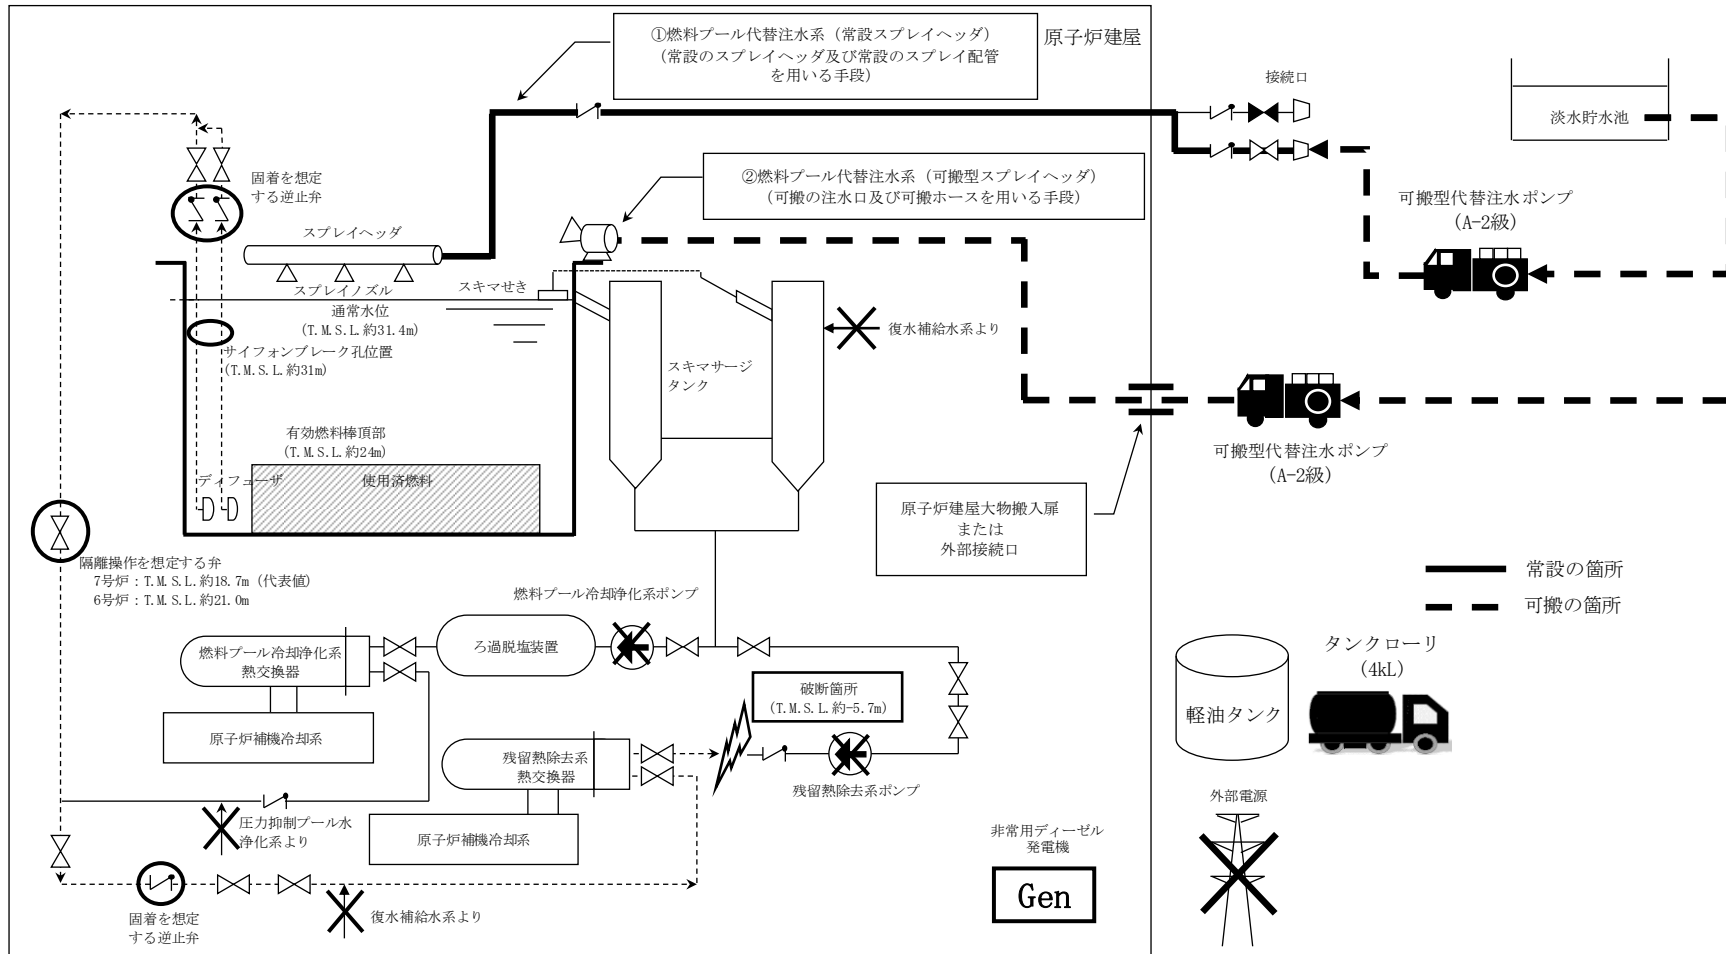 ①燃料プール代替注水系（常設スプレイヘッダ）
（常設のスプレイヘッダ及び常設のスプレイ配管
を用いる手段）
原子炉建屋
接続口
淡水貯水池
②燃料プール代替注水系（可搬型スプレイヘッダ）
（可搬の注水口及び可搬ホースを用いる手段）
固着を想定
する逆止弁
可搬型代替注水ポンプ
（A-2級）
スプレイヘッダ
スプレイノズル
スキマせき
通常水位
（T.M.S.L.約31.4m）
サイフォンブレーク孔位置
（T.M.S.L.約31m）
復水補給水系より
スキマサージ
タンク
有効燃料棒頂部
（T.M.S.L.約24m）
ディフューザ
使用済燃料
可搬型代替注水ポンプ
（A-2級）
原子炉建屋大物搬入扉
または
外部接続口
隔離操作を想定する弁
7号炉：T.M.S.L.約18.7m（代表値）
6号炉：T.M.S.L.約21.0m
常設の箇所
可搬の箇所
燃料プール冷却浄化系ポンプ
燃料プール冷却浄化系
熱交換器
ろ過脱塩装置
タンクローリ
（4kL）
破断箇所
（T.M.S.L.約-5.7m）
軽油タンク
原子炉補機冷却系
残留熱除去系
熱交換器
残留熱除去系ポンプ
外部電源
圧力抑制プール水
浄化系より
原子炉補機冷却系
非常用ディーゼル
発電機
Gen
固着を想定
する逆止弁
復水補給水系より